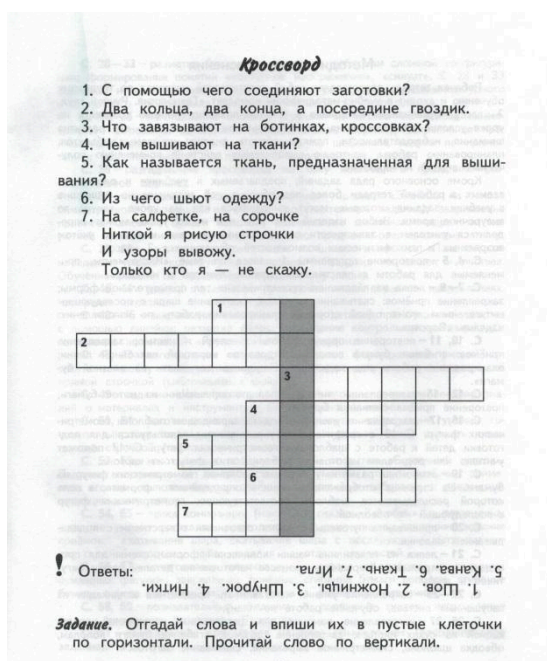 Кроссворд
1. С помощью чего соединяют заготовки?
2. Два кольца, два конца, а посередине гвоздик.
3. Что завязывают на ботинках, кроссовках?
4. Чем вышивают на ткани?
5. Как называется ткань, предназначенная для выши-
вания?
6. Из чего шьют одежду?
7. На салфетке, на сорочке
Ниткой я рисую строчки
И узоры вывожу.
Только кто я — не скажу.
1
2
3
4
5
6
7
! Ответы:
1. Шов. 2. Ножницы. 3. Шнурок. 4. Нитки.
5. Канва. 6. Ткань. 7. Игла.
Задание. Отгадай слова и впиши их в пустые клеточки
по горизонтали. Прочитай слово по вертикали.